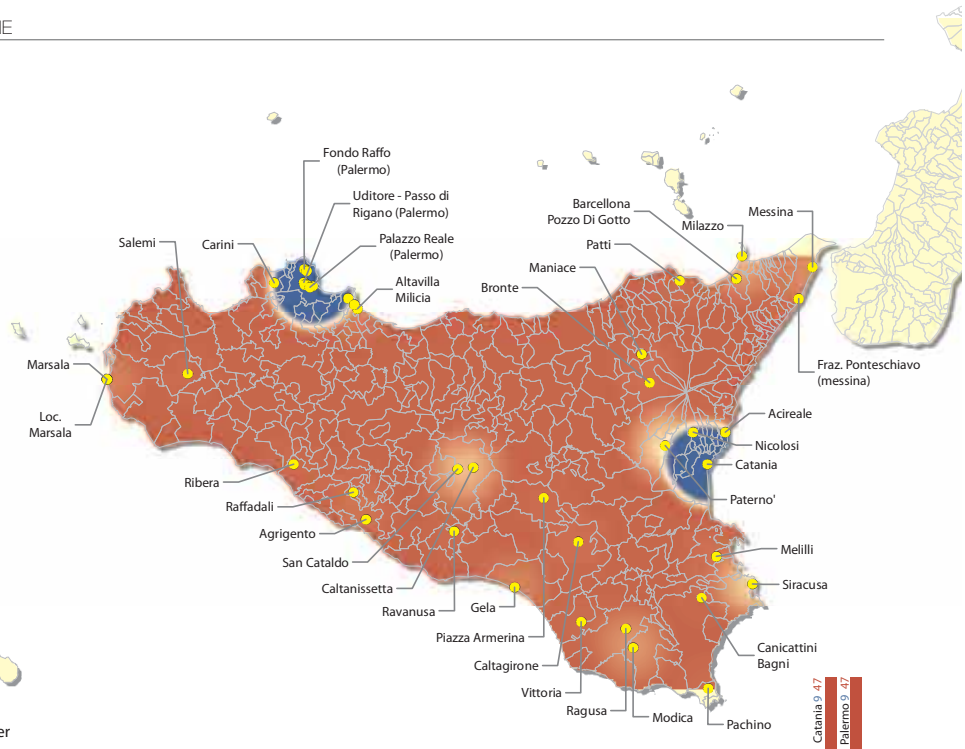 IE
Fondo Raffo
(Palermo)
Uditore - Passo di
Rigano (Palermo)
Palazzo Reale
(Palermo)
Altavilla
Milicia
Salemi
Carini
Barcellona
Pozzo Di Gotto
Milazzo
Messina
Patti
Maniace
Bronte
Marsala
Loc.
Marsala
Fraz. Ponteschiavo
(messina)
Acireale
Nicolosi
Catania
Paterno'
Ribera
Raffadali
Agrigento
San Cataldo
Caltanissetta
Ravanusa
Gela
Piazza Armerina
Caltagirone
Vittoria
Ragusa
Modica
Pachino
Canicattini
Bagni
Siracusa
Melilli
Catania 9 47
Palermo 9 47
er